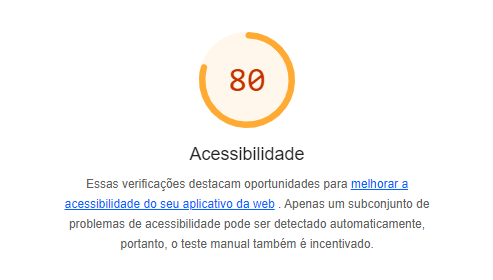 80
Acessibilidade
Essas verificações destacam oportunidades para melhorar a
acessibilidade do seu aplicativo da web . Apenas um subconjunto de
problemas de acessibilidade pode ser detectado automaticamente,
portanto, o teste manual também é incentivado.